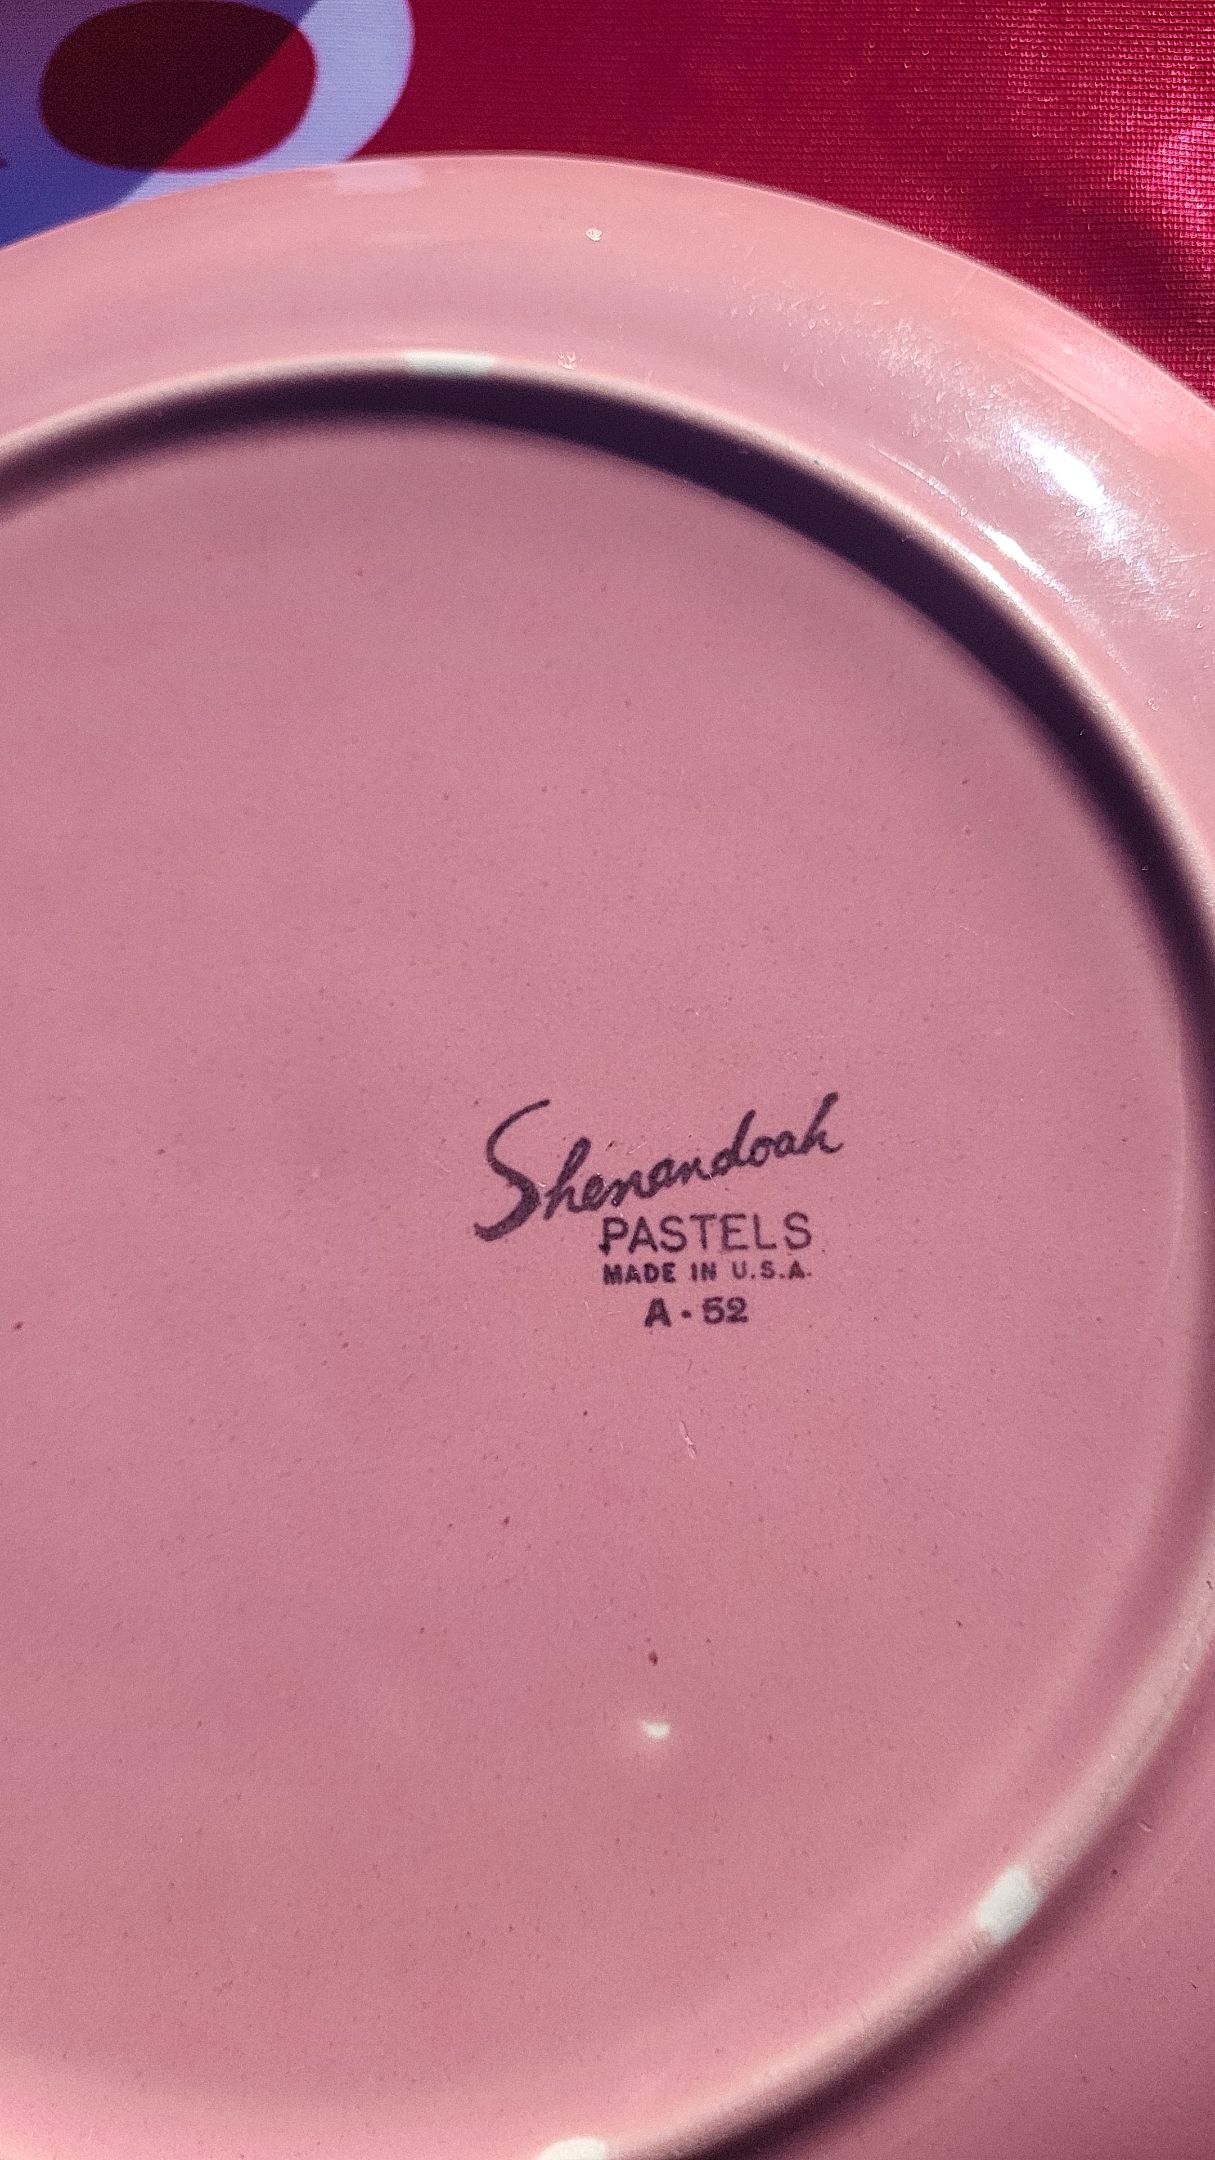 Shenandoah
PASTELS
MADE IN U.S.A.
A · 52